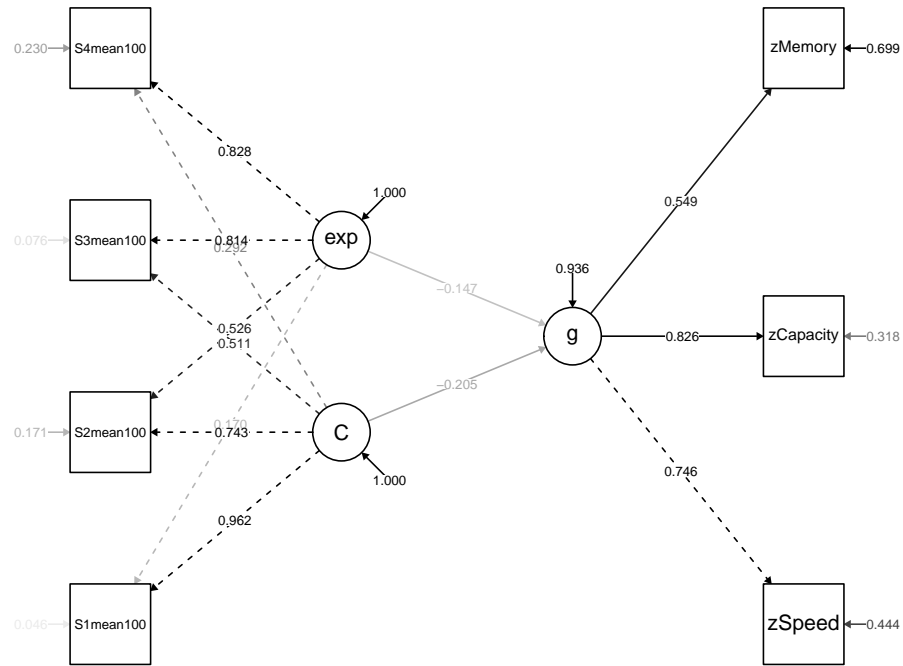 S4mean100
0.230
zMemory
0.699
0.828
1.000
exp
S3mean100
0.076
0.814
0.292
0.549
−0.147
0.936
g
zCapacity
0.318
0.826
0.526
0.511
−0.205
S2mean100
0.171
0.170
0.743
C
1.000
0.746
0.962
S1mean100
0.046
zSpeed
0.444